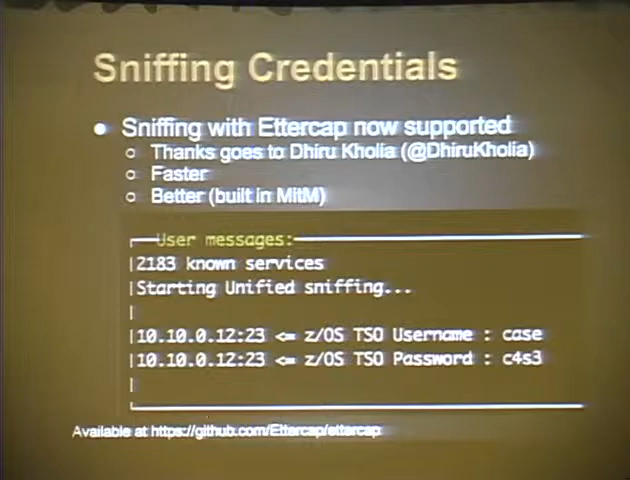 Sniffing Credentials
● Sniffing with Ettercap now supported
○ Thanks goes to Dhiru Kholia (@DhiruKholia)
○ Faster
○ Better (built in MitM)
User messages:
|2183 known services
|Starting Unified sniffing...
|
|10.10.0.12:23 <= z/OS TSO Username : case
|10.10.0.12:23 <= z/OS TSO Password : c4s3
|
Available at https://github.com/Ettercap/ettercap